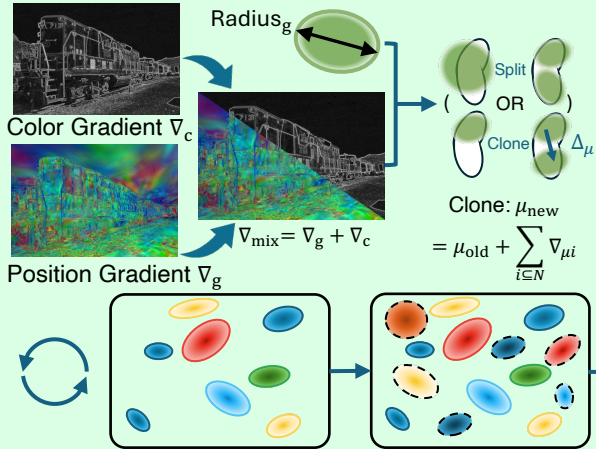 Radius_g
Color Gradient ∇_c
Position Gradient ∇_g
∇_mix= ∇_g + ∇_c
Split
( OR )
Clone
Δ_μ
Clone: μ_new
= μ_old + ∑_{i⊆N} ∇_{μi}